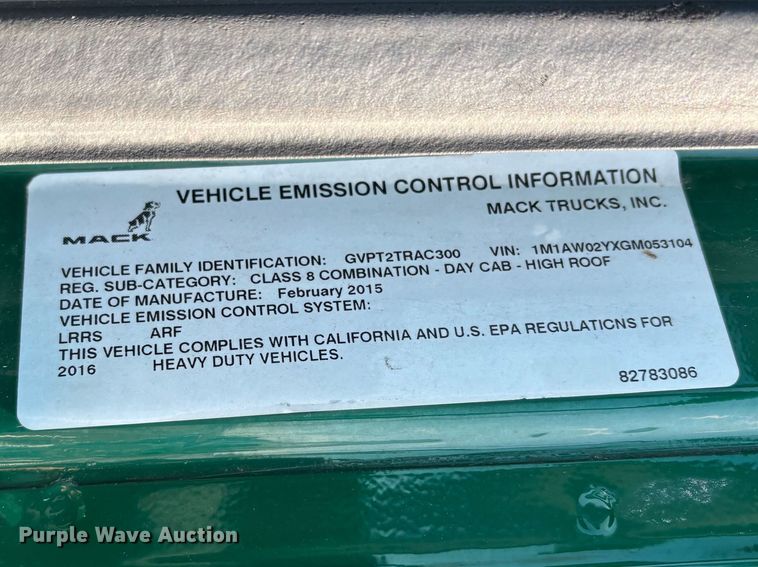 VEHICLE EMISSION CONTROL INFORMATION
MACK TRUCKS, INC.
MACK
VEHICLE FAMILY IDENTIFICATION: GVPT2TRAC300 VIN: 1M1AW02YXGM053104
REG. SUB-CATEGORY: CLASS 8 COMBINATION - DAY CAB - HIGH ROOF
DATE OF MANUFACTURE: February 2015
VEHICLE EMISSION CONTROL SYSTEM:
LRRS ARF
THIS VEHICLE COMPLIES WITH CALIFORNIA AND U.S. EPA REGULATIONS FOR
2016 HEAVY DUTY VEHICLES.
82783086
Purple Wave Auction